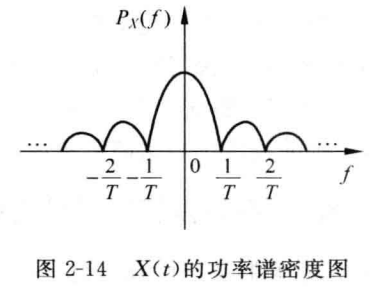 P_X(f)
… …
-2/T -1/T 0 1/T 2/T f
图 2-14 X(t)的功率谱密度图